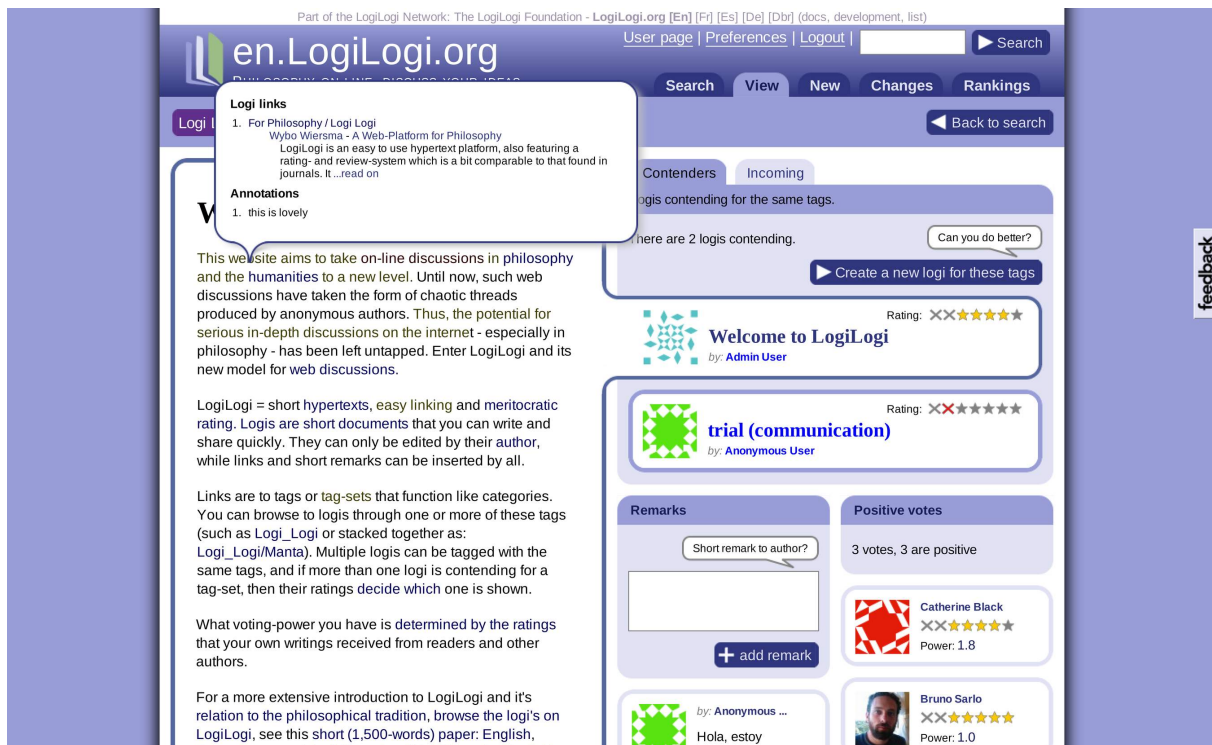 Part of the LogiLogi Network: The LogiLogi Foundation - LogiLogi.org [En] [Fr] [Es] [De] [Dbr] (docs, development, list)
en.LogiLogi.org
User page | Preferences | Logout |
Search
Search
View
New
Changes
Rankings
Logi
Back to search
Logi links
1. For Philosophy / Logi Logi
Wybo Wiersma - A Web-Platform for Philosophy
LogiLogi is an easy to use hypertext platform, also featuring a
rating- and review-system which is a bit comparable to that found in
journals. It ...read on
Annotations
1. this is lovely
This website aims to take on-line discussions in philosophy
and the humanities to a new level. Until now, such web
discussions have taken the form of chaotic threads
produced by anonymous authors. Thus, the potential for
serious in-depth discussions on the internet - especially in
philosophy - has been left untapped. Enter LogiLogi and its
new model for web discussions.
LogiLogi = short hypertexts, easy linking and meritocratic
rating. Logis are short documents that you can write and
share quickly. They can only be edited by their author,
while links and short remarks can be inserted by all.
Links are to tags or tag-sets that function like categories.
You can browse to logis through one or more of these tags
(such as Logi_Logi or stacked together as:
Logi_Logi/Manta). Multiple logis can be tagged with the
same tags, and if more than one logi is contending for a
tag-set, then their ratings decide which one is shown.
What voting-power you have is determined by the ratings
that your own writings received from readers and other
authors.
For a more extensive introduction to LogiLogi and it's
relation to the philosophical tradition, browse the logi's on
LogiLogi, see this short (1,500-words) paper: English,
Contenders
Incoming
ogis contending for the same tags.
here are 2 logis contending.
Can you do better?
Create a new logi for these tags
Rating:
Welcome to LogiLogi
by: Admin User
Rating:
trial (communication)
by: Anonymous User
Remarks
Short remark to author?
add remark
by: Anonymous ...
Hola, estoy
Positive votes
3 votes, 3 are positive
Catherine Black
Power: 1.8
Bruno Sarlo
Power: 1.0
feedback